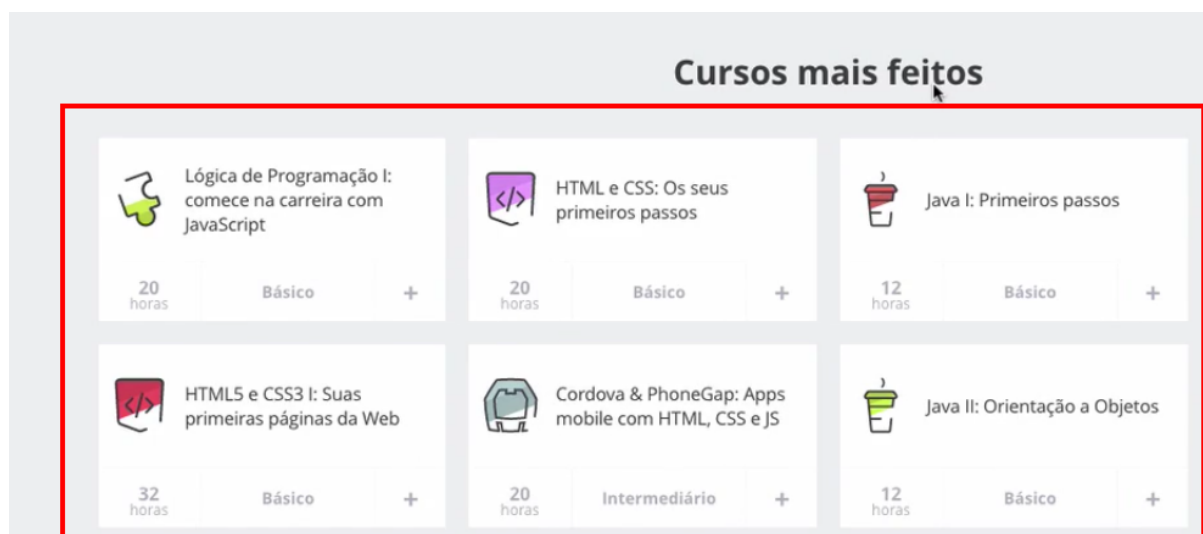 Cursos mais feitos
Lógica de Programação I:
comece na carreira com
JavaScript
20
horas
Básico
+
HTML e CSS: Os seus
primeiros passos
20
horas
Básico
+
Java I: Primeiros passos
12
horas
Básico
+
HTML5 e CSS3 I: Suas
primeiras páginas da Web
32
horas
Básico
+
Cordova & PhoneGap: Apps
mobile com HTML, CSS e JS
20
horas
Intermediário
+
Java II: Orientação a Objetos
12
horas
Básico
+